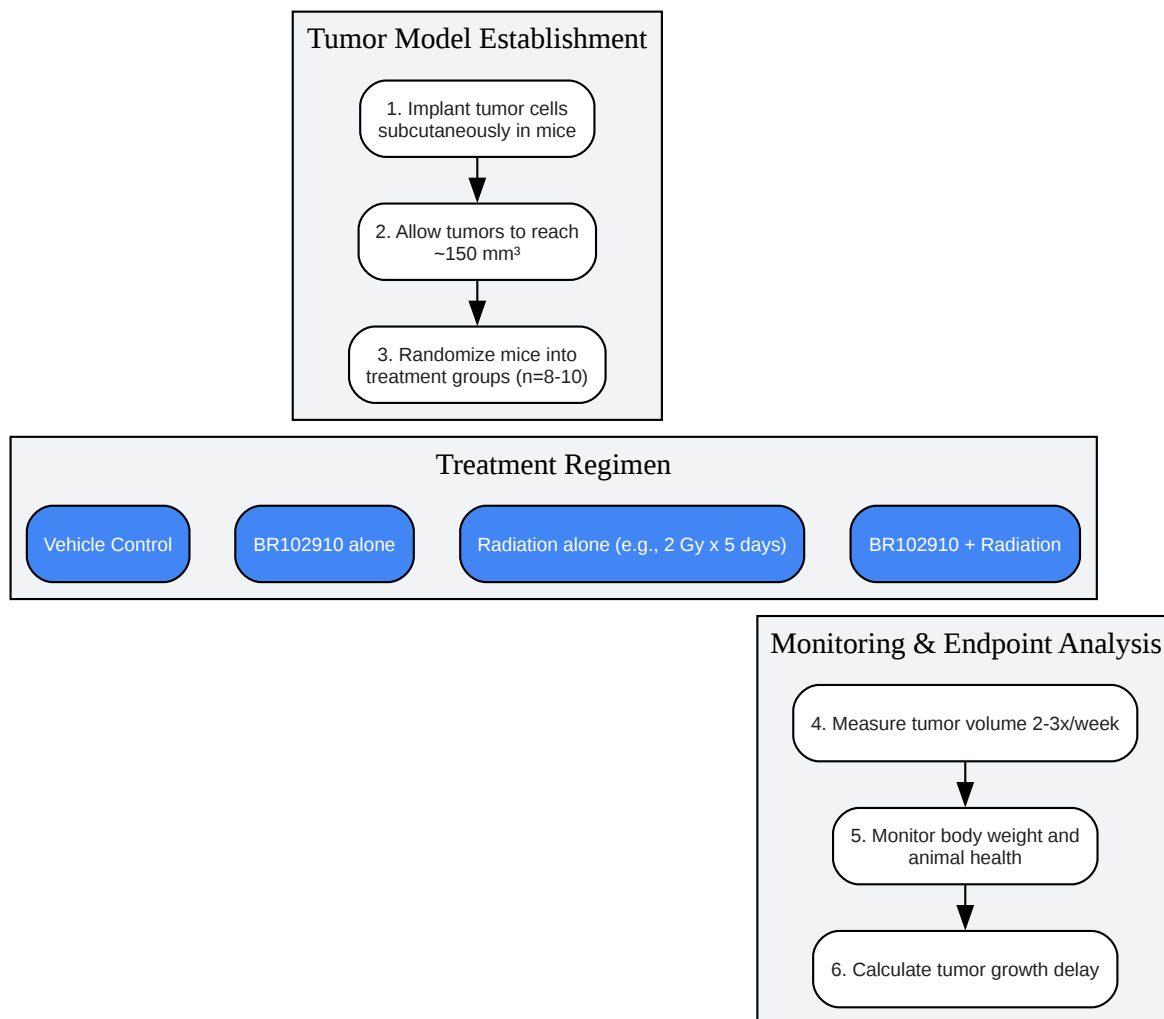 Tumor Model Establishment
1. Implant tumor cells
subcutaneously in mice
2. Allow tumors to reach
~150 mm³
3. Randomize mice into
treatment groups (n=8-10)
Treatment Regimen
Vehicle Control
BR102910 alone
Radiation alone (e.g., 2 Gy x 5 days)
BR102910 + Radiation
Monitoring & Endpoint Analysis
4. Measure tumor volume 2-3x/week
5. Monitor body weight and
animal health
6. Calculate tumor growth delay